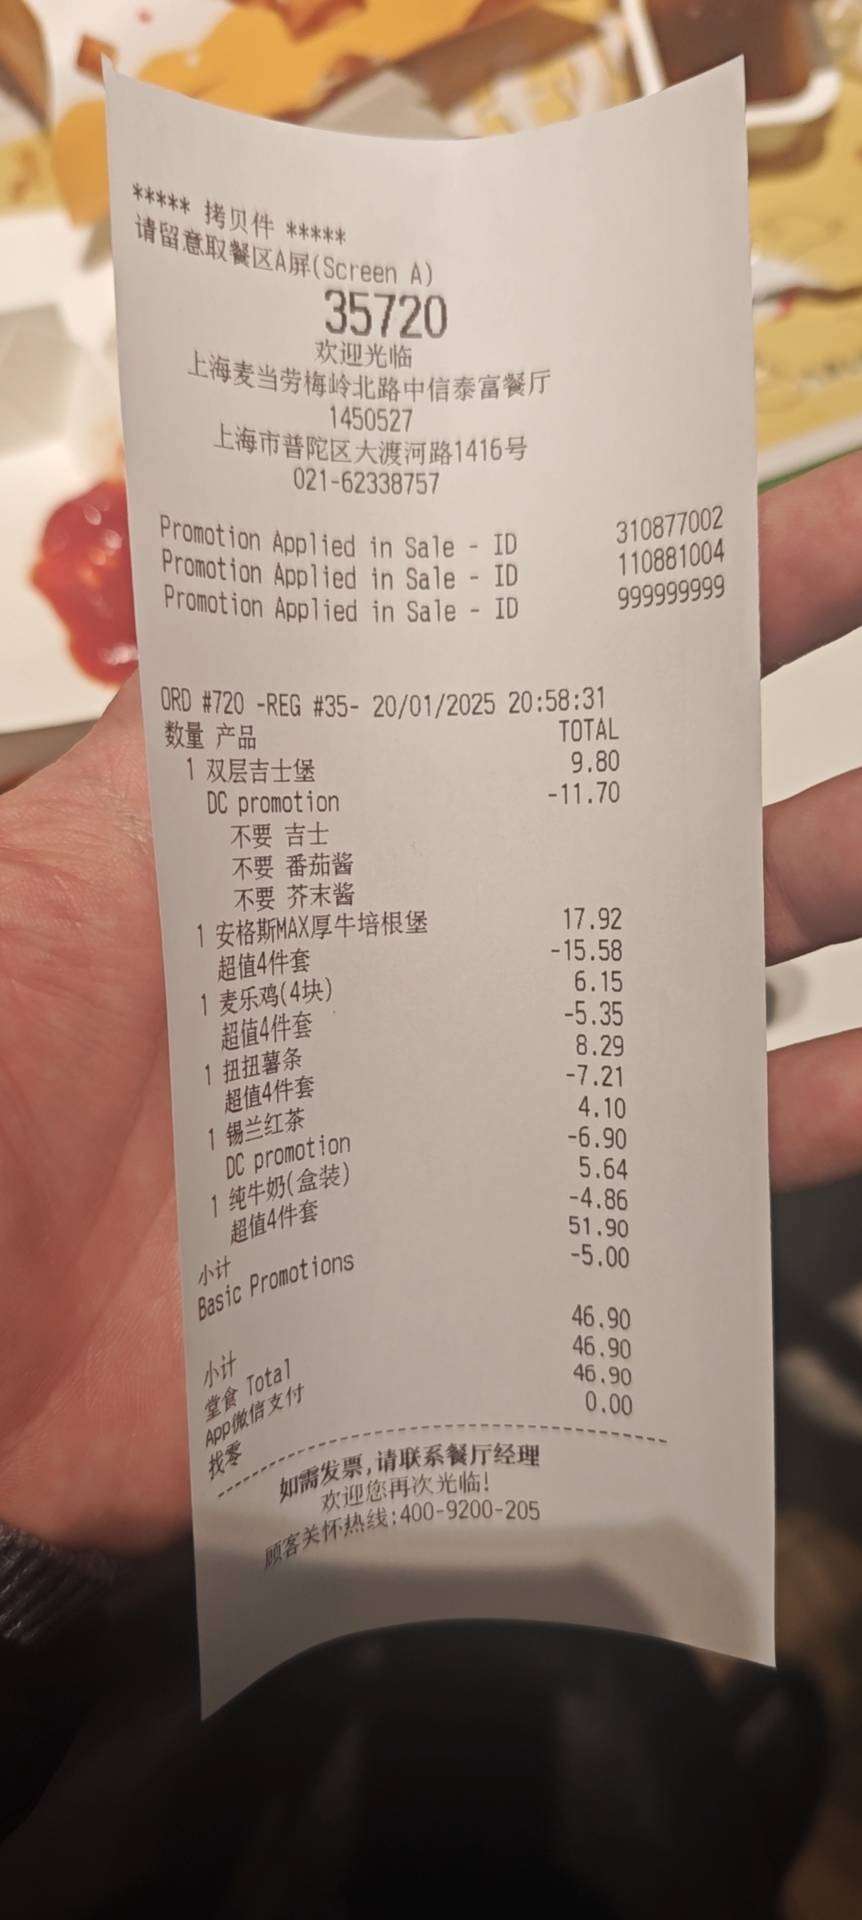 ***** 拷贝件 *****
请留意取餐区A屏(Screen A)
35720
欢迎光临
上海麦当劳梅岭北路中信泰富餐厅
1450527
上海市普陀区大渡河路1416号
021-62338757
Promotion Applied in Sale - ID 310877002
Promotion Applied in Sale - ID 110881004
Promotion Applied in Sale - ID 999999999
ORD #720 -REG #35- 20/01/2025 20:58:31
数量 产品 TOTAL
1 双层吉士堡 9.80
DC promotion -11.70
不要 吉士
不要 番茄酱
不要 芥末酱
1 安格斯MAX厚牛培根堡 17.92
超值4件套 -15.58
1 麦乐鸡(4块) 6.15
超值4件套 -5.35
1 扭扭薯条 8.29
超值4件套 -7.21
1 锡兰红茶 4.10
DC promotion -6.90
1 纯牛奶(盒装) 5.64
超值4件套 -4.86
小计 51.90
Basic Promotions -5.00
小计 46.90
堂食 Total 46.90
App微信支付 46.90
找零 0.00
如需发票,请联系餐厅经理
欢迎您再次光临!
顾客关怀热线:400-9200-205